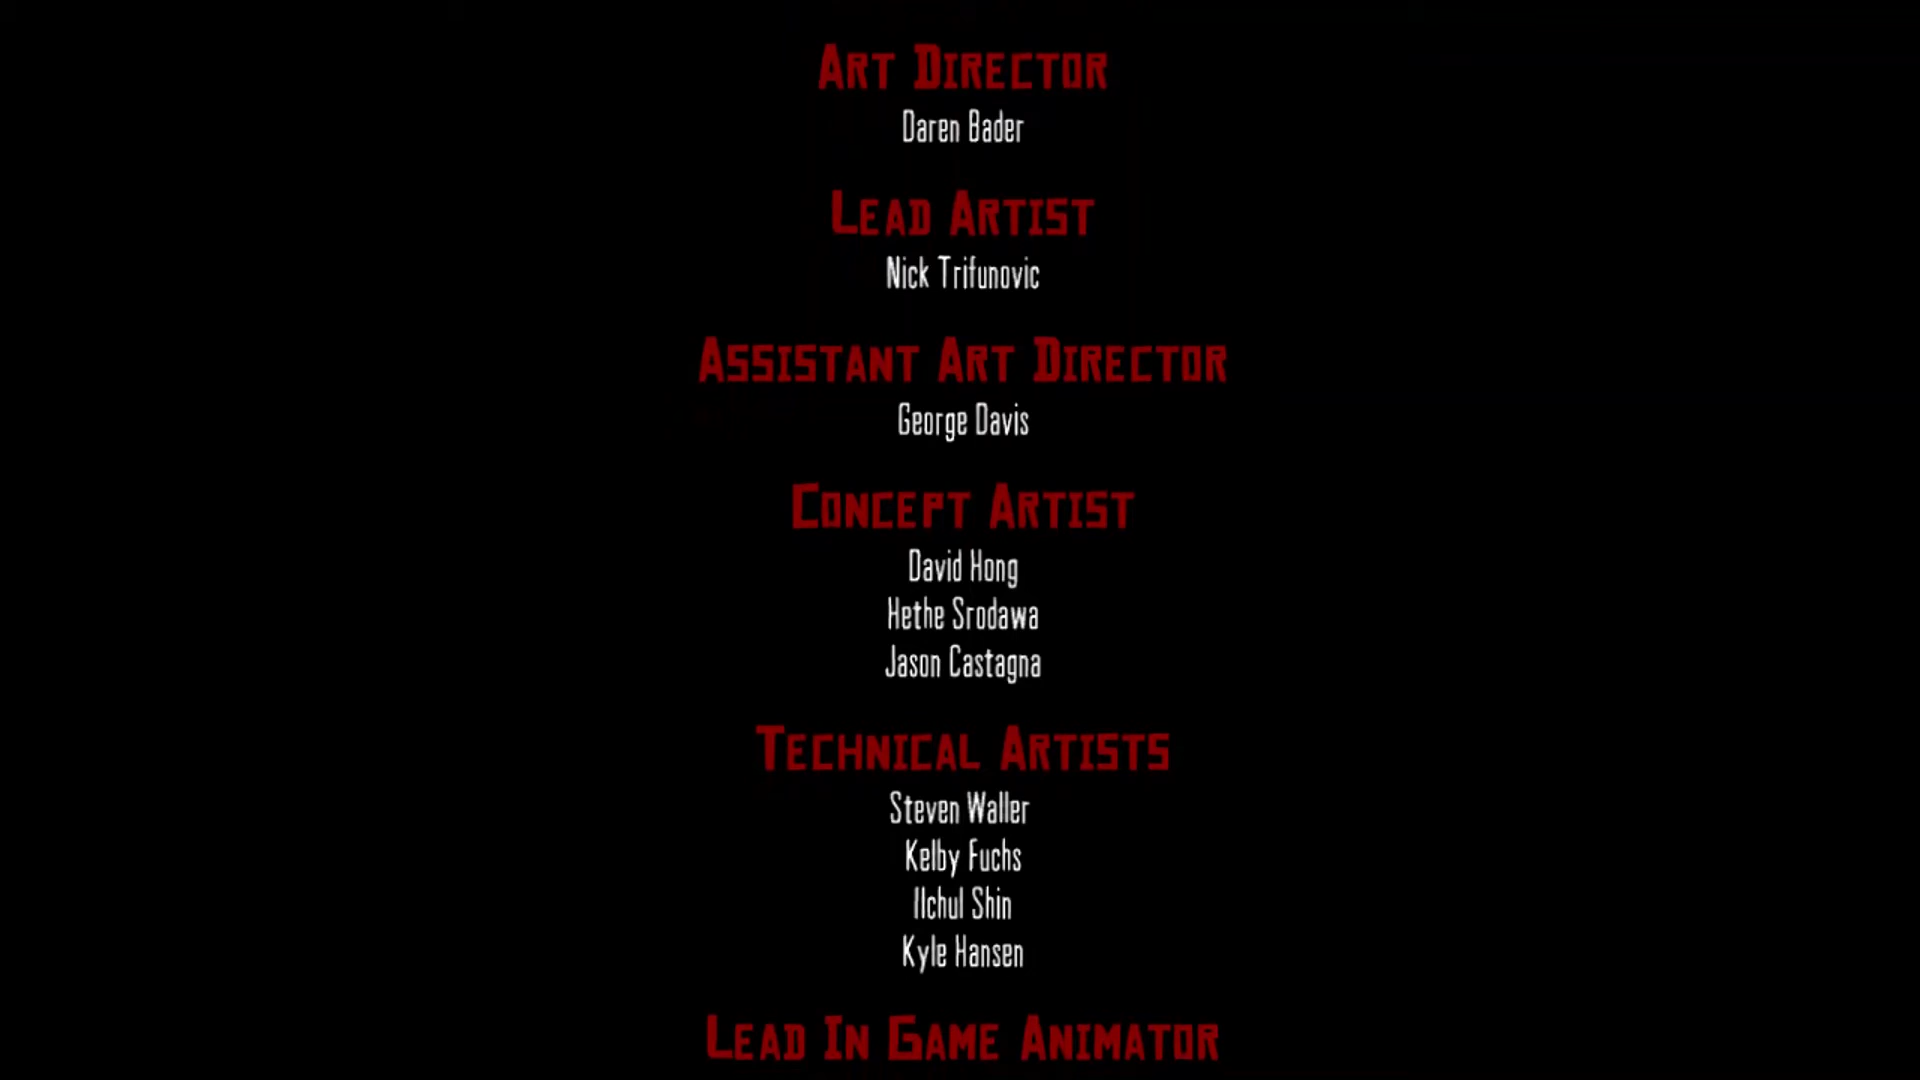 Art Director
Daren Bader
Lead Artist
Nick Trifunovic
Assistant Art Director
George Davis
Concept Artist
David Hong
Hethe Srodawa
Jason Castagna
Technical Artists
Steven Waller
Kelby Fuchs
Ilchul Shin
Kyle Hansen
Lead In Game Animator